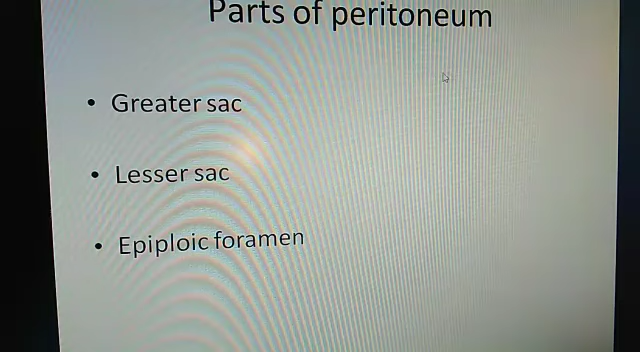 Parts of peritoneum
• Greater sac
• Lesser sac
• Epiploic foramen